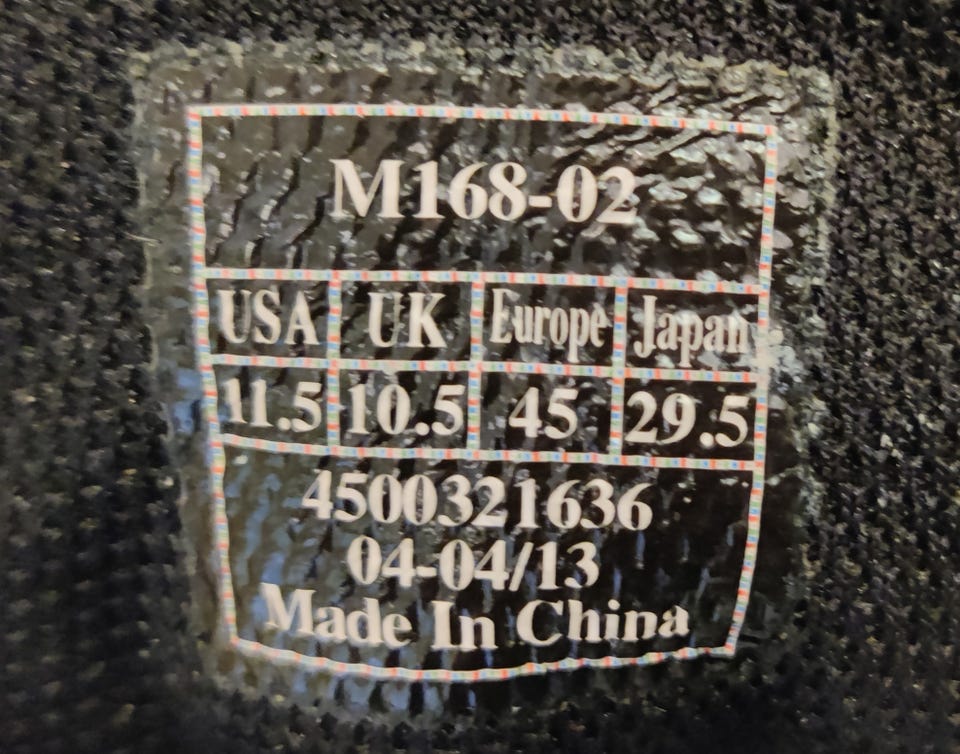 M168-02
USA UK Europe Japan
11.5 10.5 45 29.5
4500321636
04-04/13
Made In China